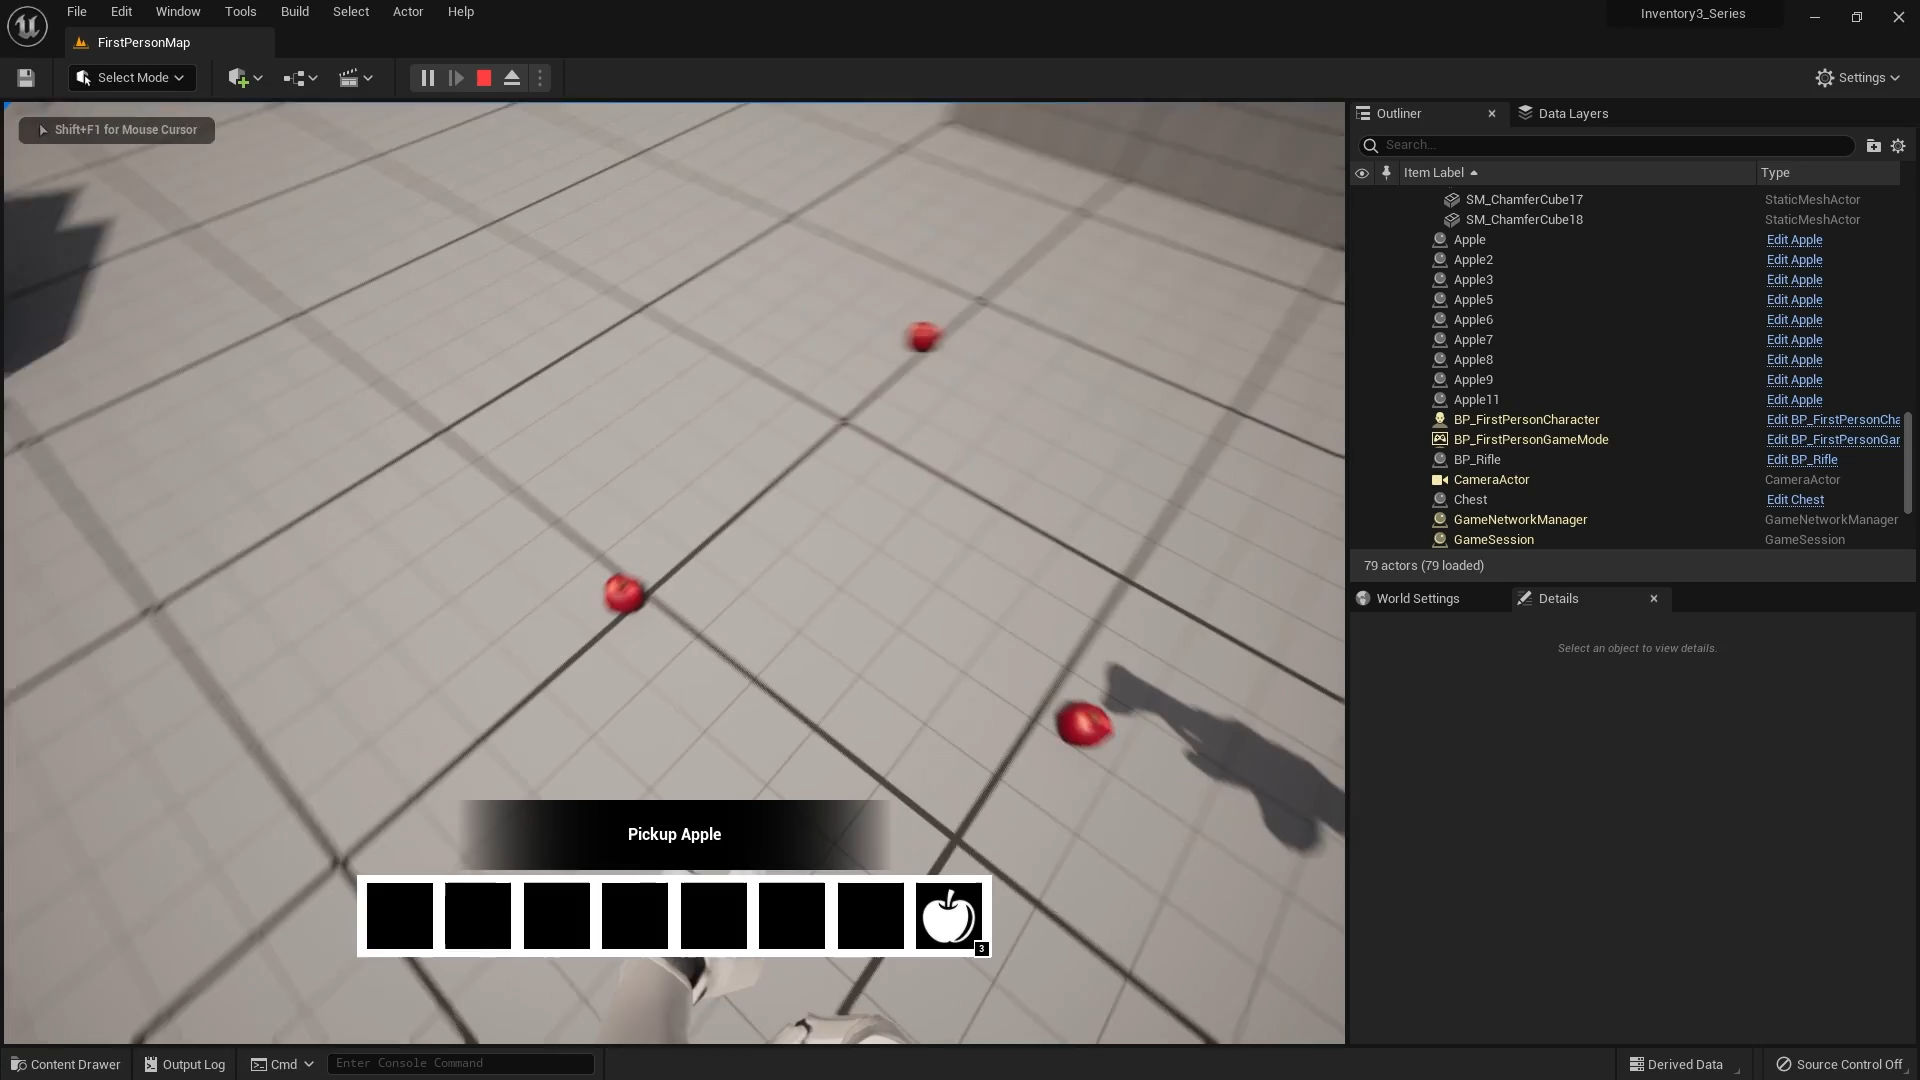 File Edit Window Tools Build Select Actor Help
Inventory3_Series
FirstPersonMap
Select Mode
Settings
Shift+F1 for Mouse Cursor
Outliner
Data Layers
Search...
Item Label Type
SM_ChamferCube17 StaticMeshActor
SM_ChamferCube18 StaticMeshActor
Apple Edit Apple
Apple2 Edit Apple
Apple3 Edit Apple
Apple5 Edit Apple
Apple6 Edit Apple
Apple7 Edit Apple
Apple8 Edit Apple
Apple9 Edit Apple
Apple11 Edit Apple
BP_FirstPersonCharacter Edit BP_FirstPersonCha
BP_FirstPersonGameMode Edit BP_FirstPersonGar
BP_Rifle Edit BP_Rifle
CameraActor CameraActor
Chest Edit Chest
GameNetworkManager GameNetworkManager
GameSession GameSession
79 actors (79 loaded)
World Settings
Details
Select an object to view details.
Pickup Apple
3
Content Drawer
Output Log
Cmd
Enter Console Command
Derived Data
Source Control Off